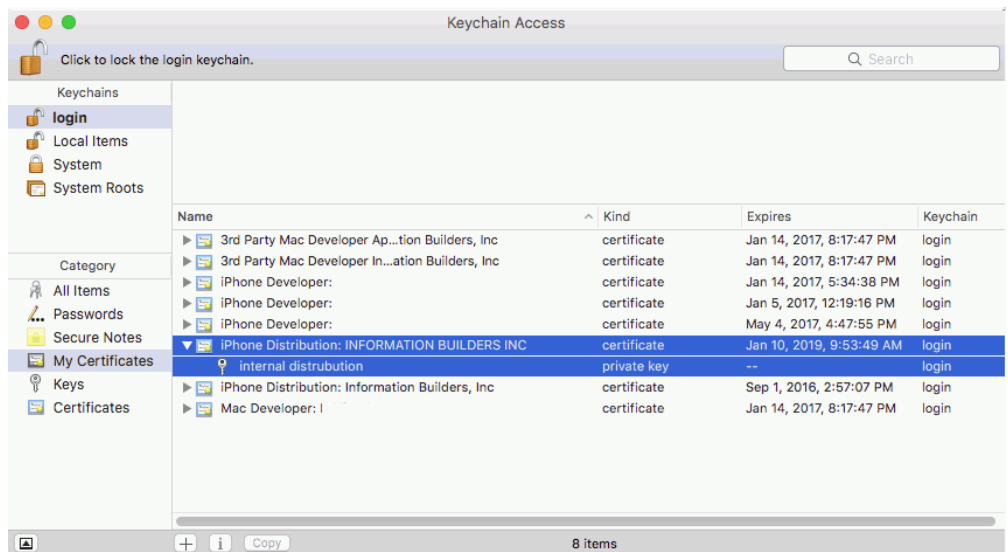 Keychain Access
Click to lock the login keychain.
Search
Keychains
login
Local Items
System
System Roots
Category
All Items
Passwords
Secure Notes
My Certificates
Keys
Certificates
Name Kind Expires Keychain
3rd Party Mac Developer Ap...tion Builders, Inc certificate Jan 14, 2017, 8:17:47 PM login
3rd Party Mac Developer In...ation Builders, Inc certificate Jan 14, 2017, 8:17:47 PM login
iPhone Developer: certificate Jan 14, 2017, 5:34:38 PM login
iPhone Developer: certificate Jan 5, 2017, 12:19:16 PM login
iPhone Developer: certificate May 4, 2017, 4:47:55 PM login
iPhone Distribution: INFORMATION BUILDERS INC certificate Jan 10, 2019, 9:53:49 AM login
internal distrubution private key -- login
iPhone Distribution: Information Builders, Inc certificate Sep 1, 2016, 2:57:07 PM login
Mac Developer: certificate Jan 14, 2017, 8:17:47 PM login
+ i Copy 8 items